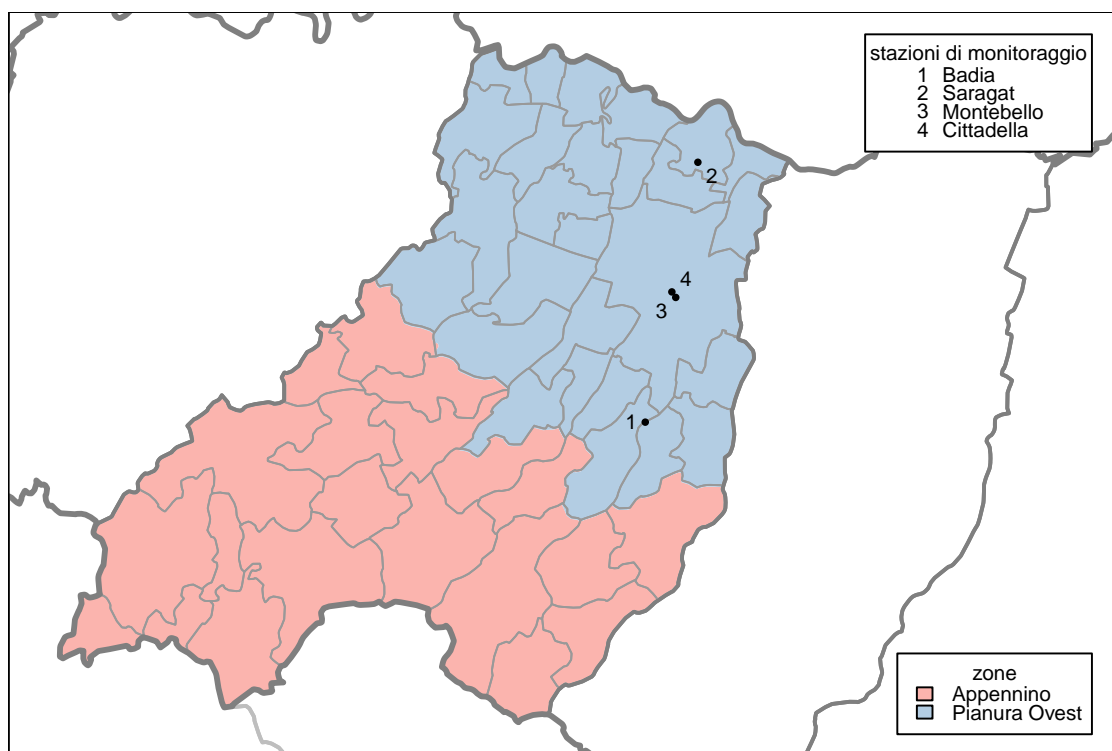 stazioni di monitoraggio
1 Badia
2 Saragat
3 Montebello
4 Cittadella
2
4
3
1
zone
Appennino
Pianura Ovest